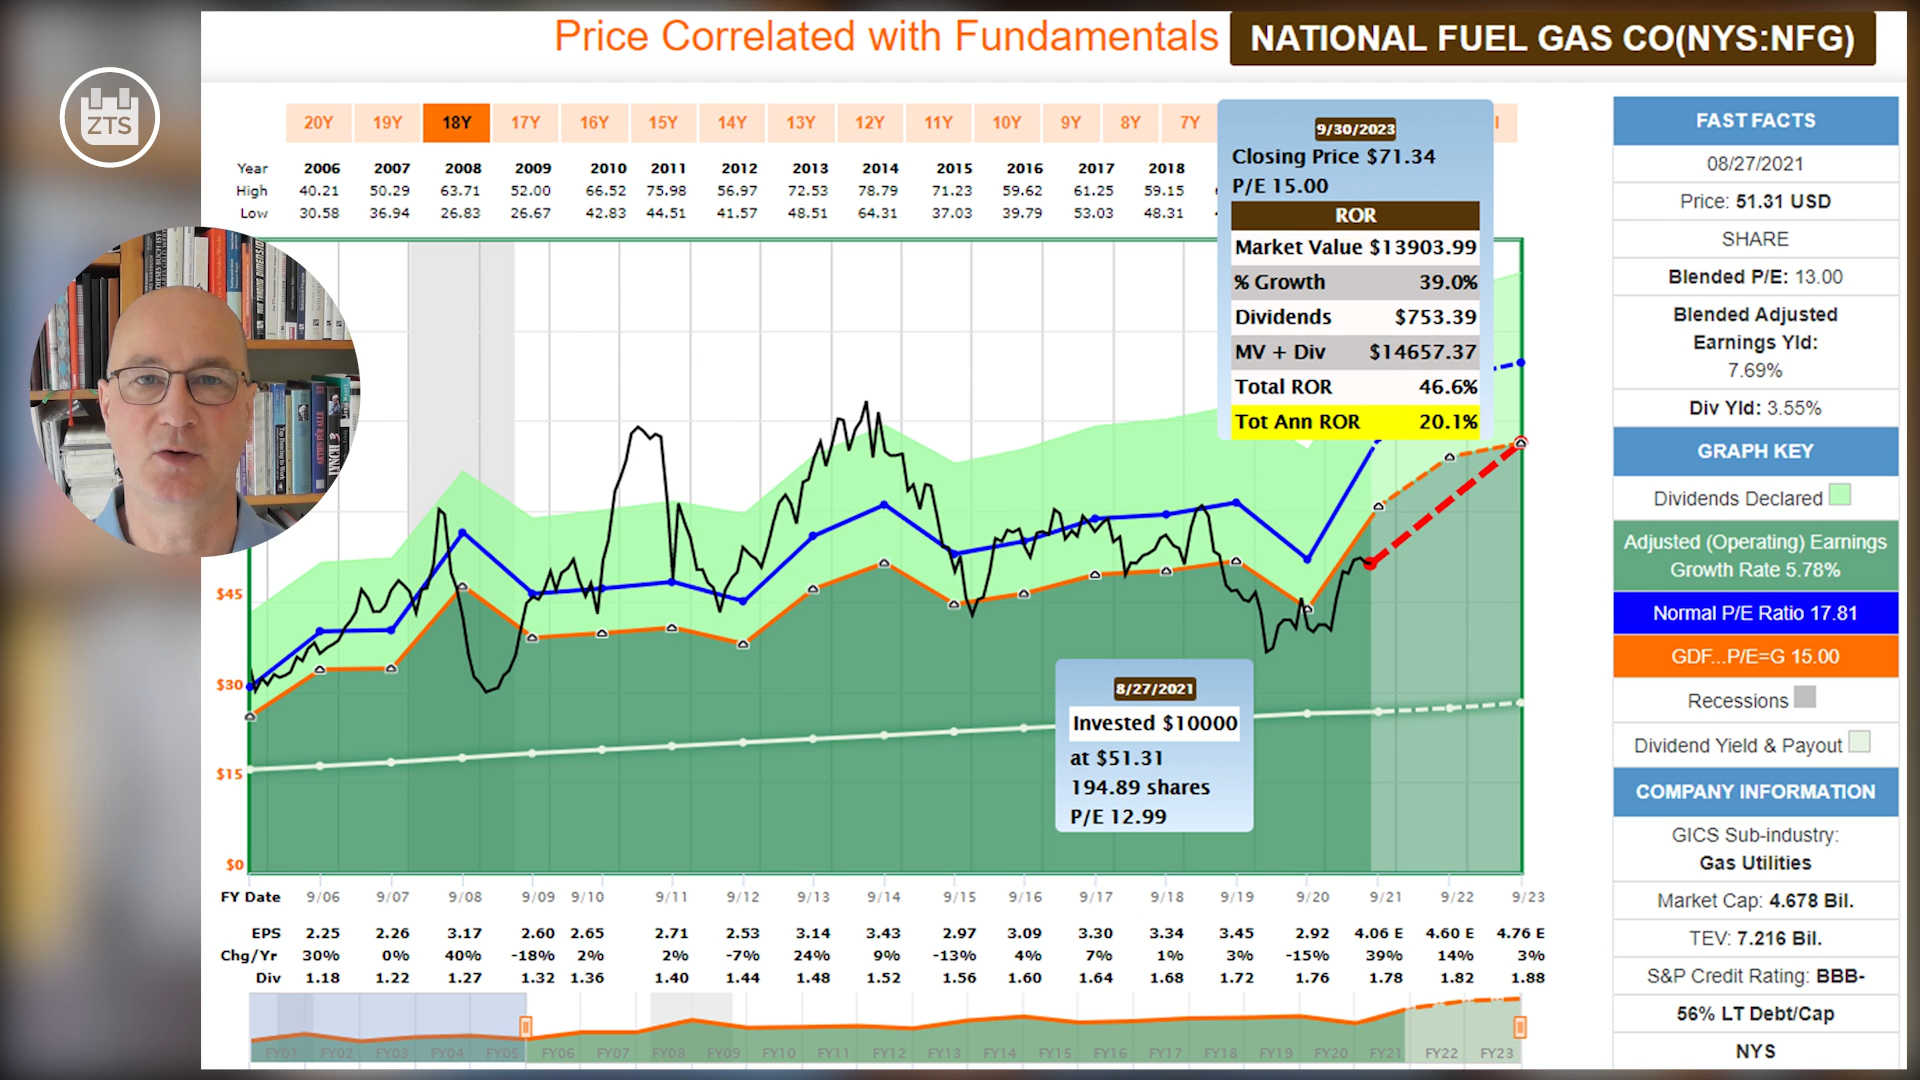 Price Correlated with Fundamentals NATIONAL FUEL GAS CO(NYS:NFG)
ZTS
20Y 19Y 18Y 17Y 16Y 15Y 14Y 13Y 12Y 11Y 10Y 9Y 8Y 7Y
Year 2006 2007 2008 2009 2010 2011 2012 2013 2014 2015 2016 2017 2018
High 40.21 50.29 63.71 52.00 66.52 75.98 56.97 72.53 78.79 71.23 59.62 61.25 59.15
Low 30.58 36.94 26.83 26.67 42.83 44.51 41.57 48.51 64.31 37.03 39.79 53.03 48.31
9/30/2023
Closing Price $71.34
P/E 15.00
ROR
Market Value $13903.99
% Growth 39.0%
Dividends $753.39
MV + Div $14657.37
Total ROR 46.6%
Tot Ann ROR 20.1%
$45
$30
$15
$0
8/27/2021
Invested $10000
at $51.31
194.89 shares
P/E 12.99
FY Date 9/06 9/07 9/08 9/09 9/10 9/11 9/12 9/13 9/14 9/15 9/16 9/17 9/18 9/19 9/20 9/21 9/22 9/23
EPS 2.25 2.26 3.17 2.60 2.65 2.71 2.53 3.14 3.43 2.97 3.09 3.30 3.34 3.45 2.92 4.06 E 4.60 E 4.76 E
Chg/Yr 30% 0% 40% -18% 2% 2% -7% 24% 9% -13% 4% 7% 1% 3% -15% 39% 14% 3%
Div 1.18 1.22 1.27 1.32 1.36 1.40 1.44 1.48 1.52 1.56 1.60 1.64 1.68 1.72 1.76 1.78 1.82 1.88
FY01 FY02 FY03 FY04 FY05 FY06 FY07 FY08 FY09 FY10 FY11 FY12 FY13 FY14 FY15 FY16 FY17 FY18 FY19 FY20 FY21 FY22 FY23
FAST FACTS
08/27/2021
Price: 51.31 USD
SHARE
Blended P/E: 13.00
Blended Adjusted
Earnings Yld:
7.69%
Div Yld: 3.55%
GRAPH KEY
Dividends Declared
Adjusted (Operating) Earnings
Growth Rate 5.78%
Normal P/E Ratio 17.81
GDF...P/E=G 15.00
Recessions
Dividend Yield & Payout
COMPANY INFORMATION
GICS Sub-industry:
Gas Utilities
Market Cap: 4.678 Bil.
TEV: 7.216 Bil.
S&P Credit Rating: BBB-
56% LT Debt/Cap
NYS